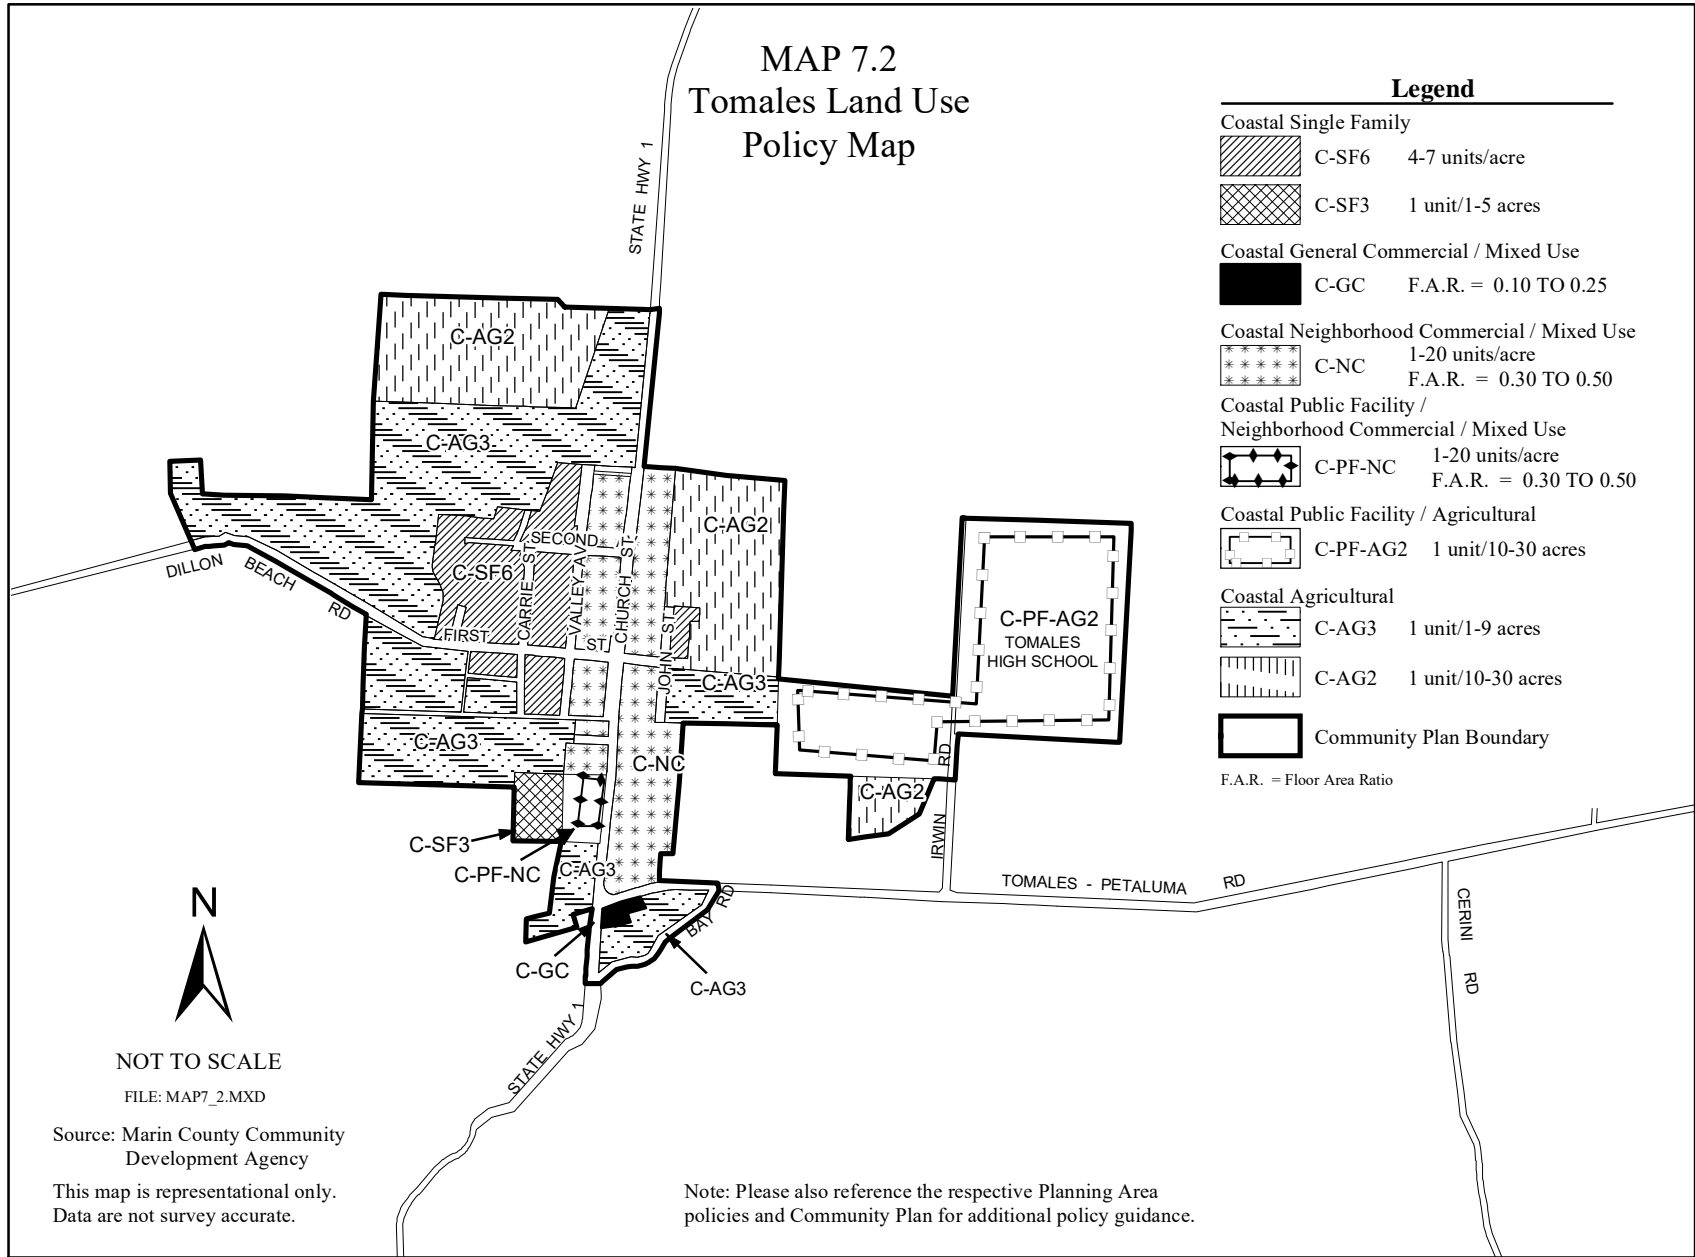 MAP 7.2
Tomales Land Use
Policy Map
Legend
Coastal Single Family
C-SF6 4-7 units/acre
C-SF3 1 unit/1-5 acres
Coastal General Commercial / Mixed Use
C-GC F.A.R. = 0.10 TO 0.25
Coastal Neighborhood Commercial / Mixed Use
1-20 units/acre
C-NC
F.A.R. = 0.30 TO 0.50
Coastal Public Facility /
Neighborhood Commercial / Mixed Use
1-20 units/acre
C-PF-NC
F.A.R. = 0.30 TO 0.50
Coastal Public Facility / Agricultural
C-PF-AG2 1 unit/10-30 acres
Coastal Agricultural
C-AG3 1 unit/1-9 acres
C-AG2 1 unit/10-30 acres
Community Plan Boundary
F.A.R. = Floor Area Ratio
STATE HWY 1
C-AG2
C-AG3
C-AG2
SECOND
ST
C-SF6
CARRIE ST
VALLEY AV
CHURCH
JOHN ST
DILLON BEACH RD
FIRST ST
C-AG3
C-PF-AG2
TOMALES
HIGH SCHOOL
C-AG3
C-NC
RD
C-AG2
IRWIN
C-SF3
C-PF-NC
C-AG3
TOMALES - PETALUMA RD
BAY RD
C-GC
C-AG3
CERINI RD
STATE HWY 1
N
NOT TO SCALE
FILE: MAP7_2.MXD
Source: Marin County Community
Development Agency
This map is representational only.
Data are not survey accurate.
Note: Please also reference the respective Planning Area
policies and Community Plan for additional policy guidance.